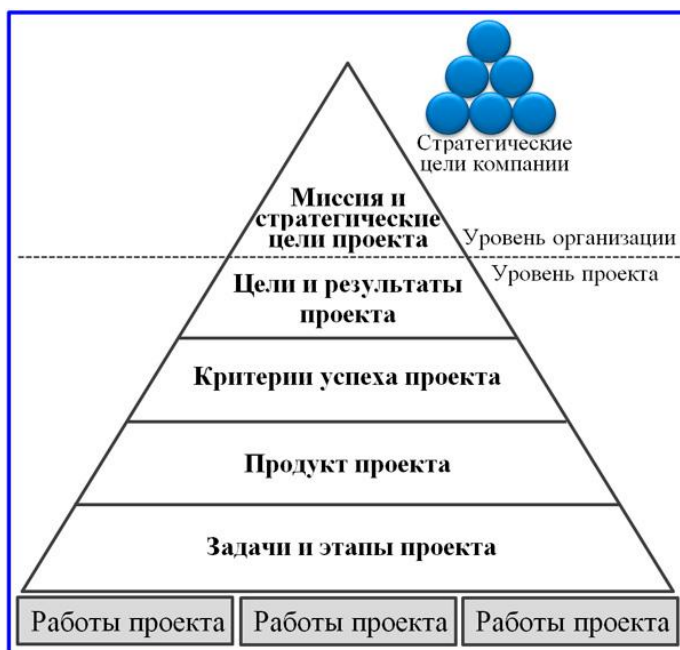 Стратегические
цели компании
Миссия и
стратегические
цели проекта
Уровень организации
Уровень проекта
Цели и результаты
проекта
Критерии успеха проекта
Продукт проекта
Задачи и этапы проекта
Работы проекта
Работы проекта
Работы проекта